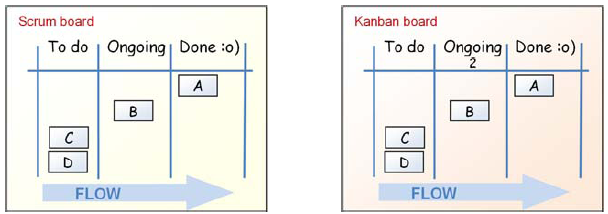 Scrum board
To do Ongoing Done :o)
A
B
C
D
FLOW
Kanban board
To do Ongoing Done :o)
2
A
B
C
D
FLOW